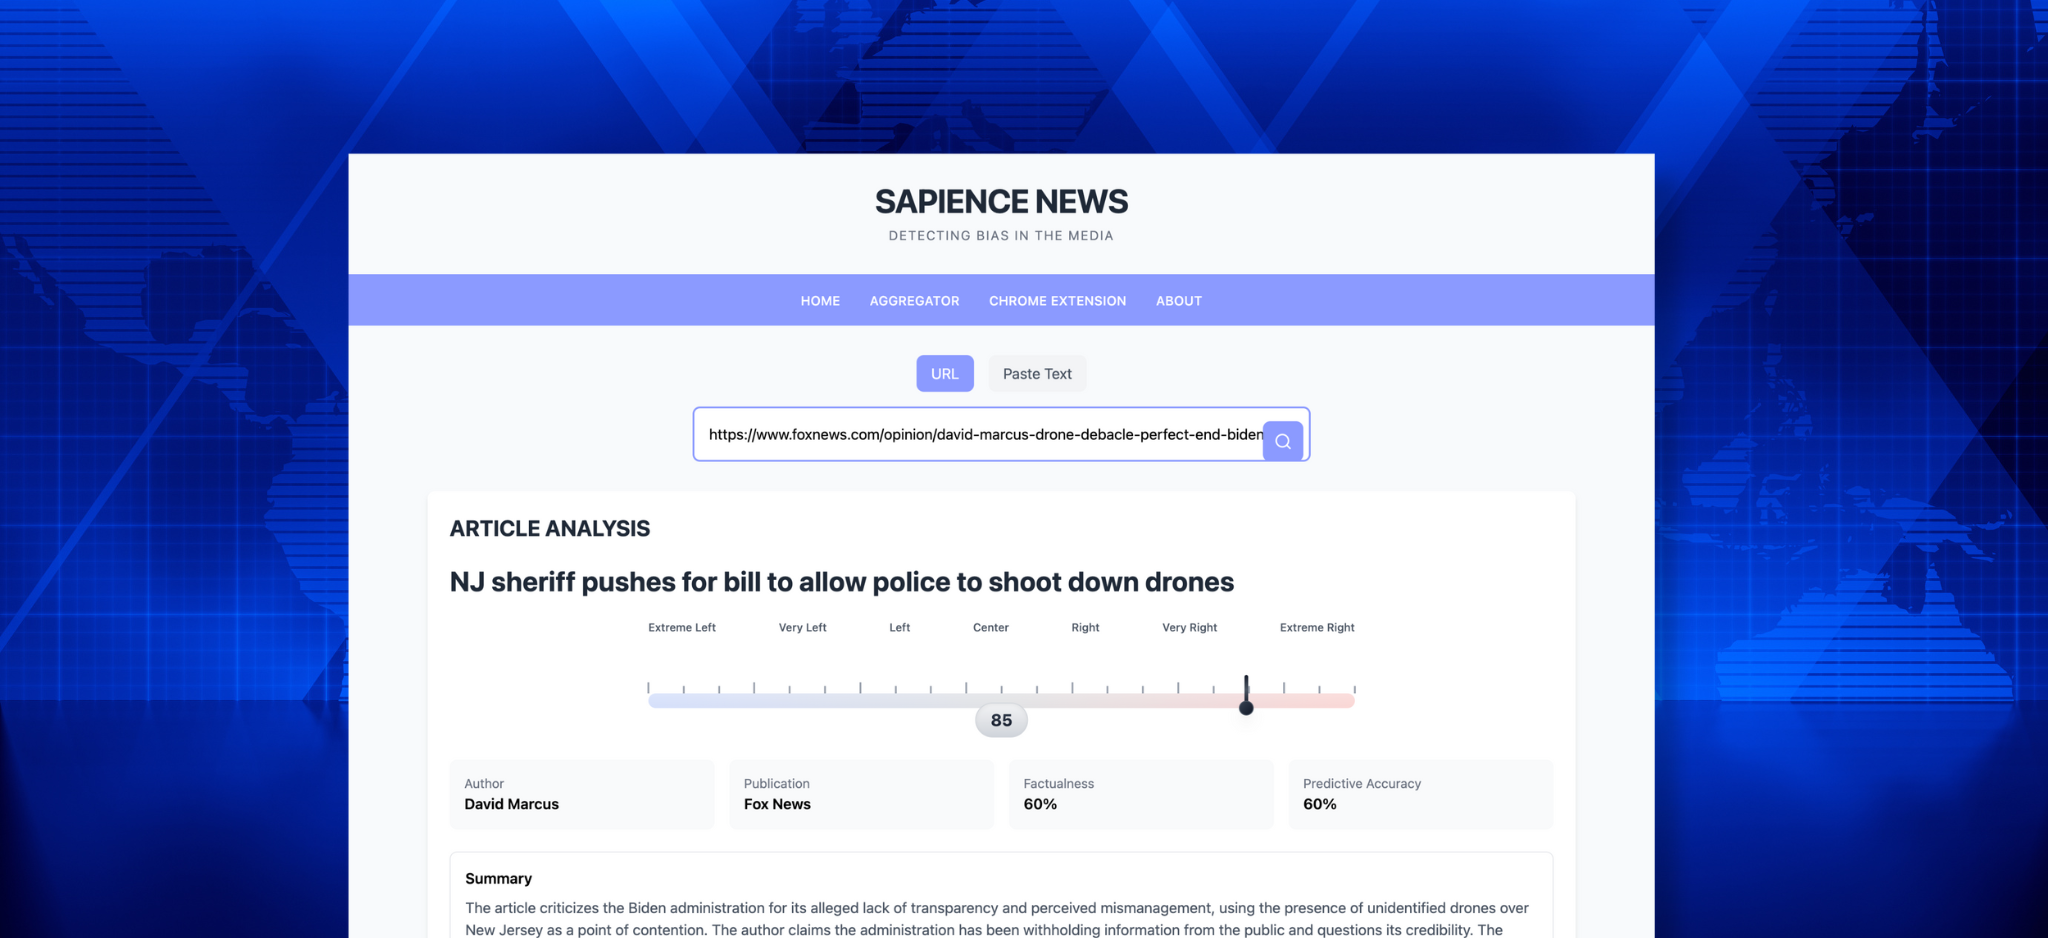 SAPIENCE NEWS
DETECTING BIAS IN THE MEDIA
HOME AGGREGATOR CHROME EXTENSION ABOUT
URL Paste Text
https://www.foxnews.com/opinion/david-marcus-drone-debacle-perfect-end-biden
ARTICLE ANALYSIS
NJ sheriff pushes for bill to allow police to shoot down drones
Extreme Left Very Left Left Center Right Very Right Extreme Right
85
Author Publication Factualness Predictive Accuracy
David Marcus Fox News 60% 60%
Summary
The article criticizes the Biden administration for its alleged lack of transparency and perceived mismanagement, using the presence of unidentified drones over
New Jersey as a point of contention. The author claims the administration has been withholding information from the public and questions its credibility. The